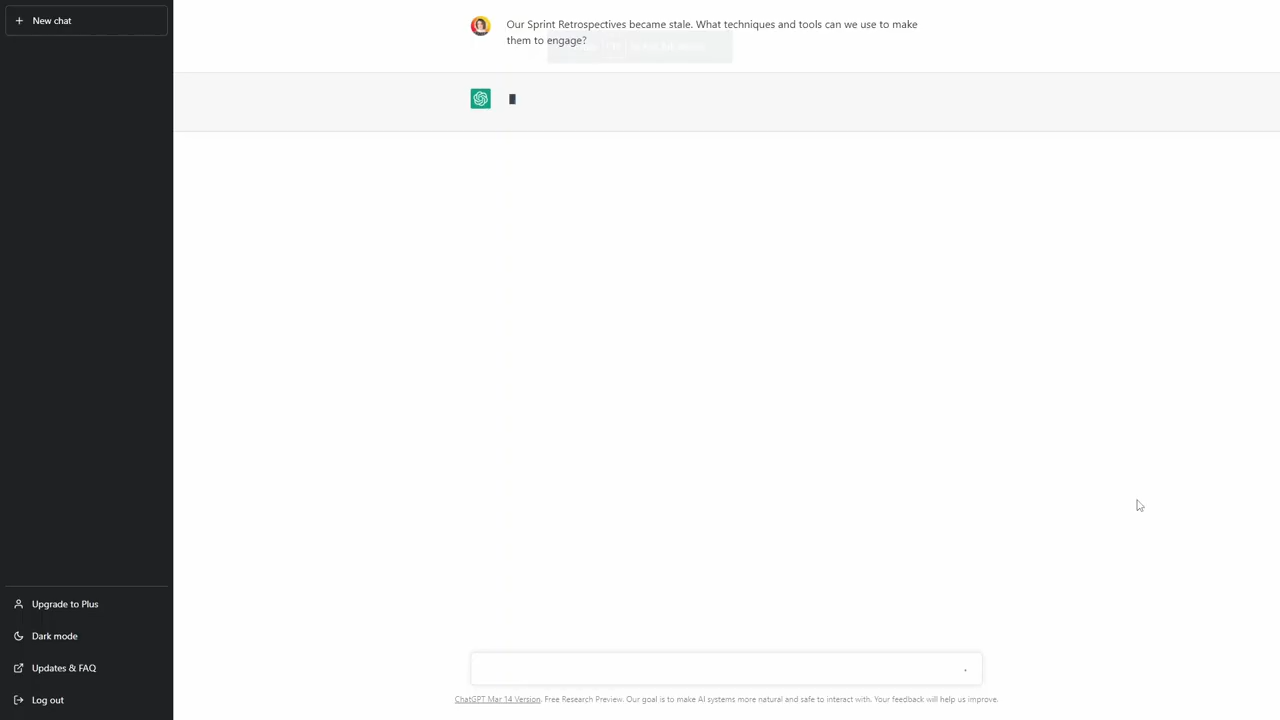 New chat
Our Sprint Retrospectives became stale. What techniques and tools can we use to make
them to engage?
Upgrade to Plus
Dark mode
Updates & FAQ
Log out
ChatGPT Mar 14 Version. Free Research Preview. Our goal is to make AI systems more natural and safe to interact with. Your feedback will help us improve.